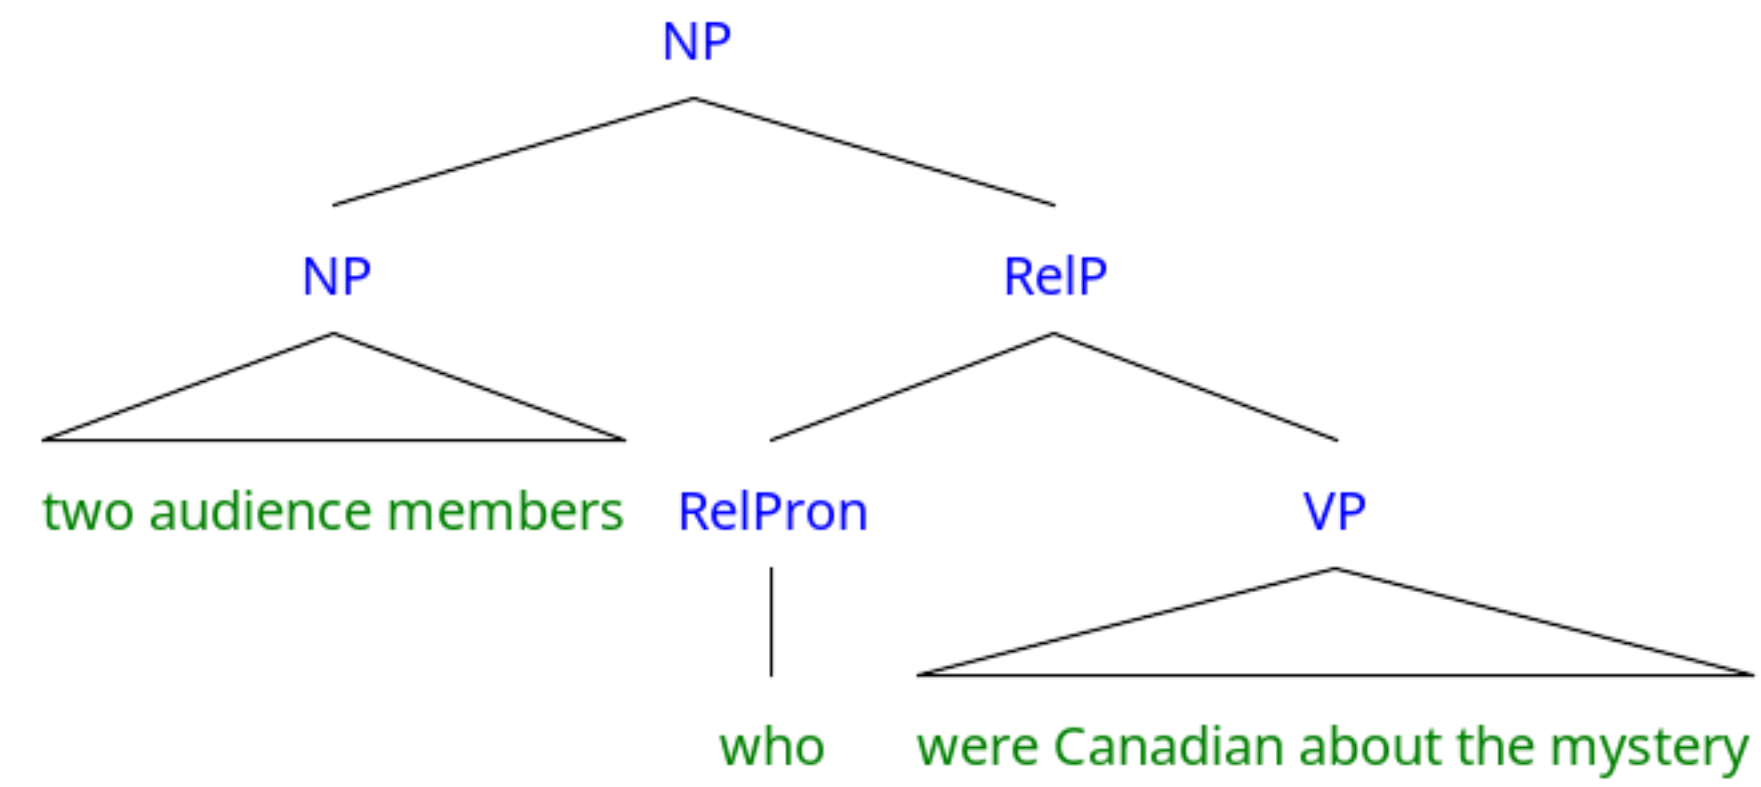 NP
NP RelP
two audience members RelPron VP
who were Canadian about the mystery